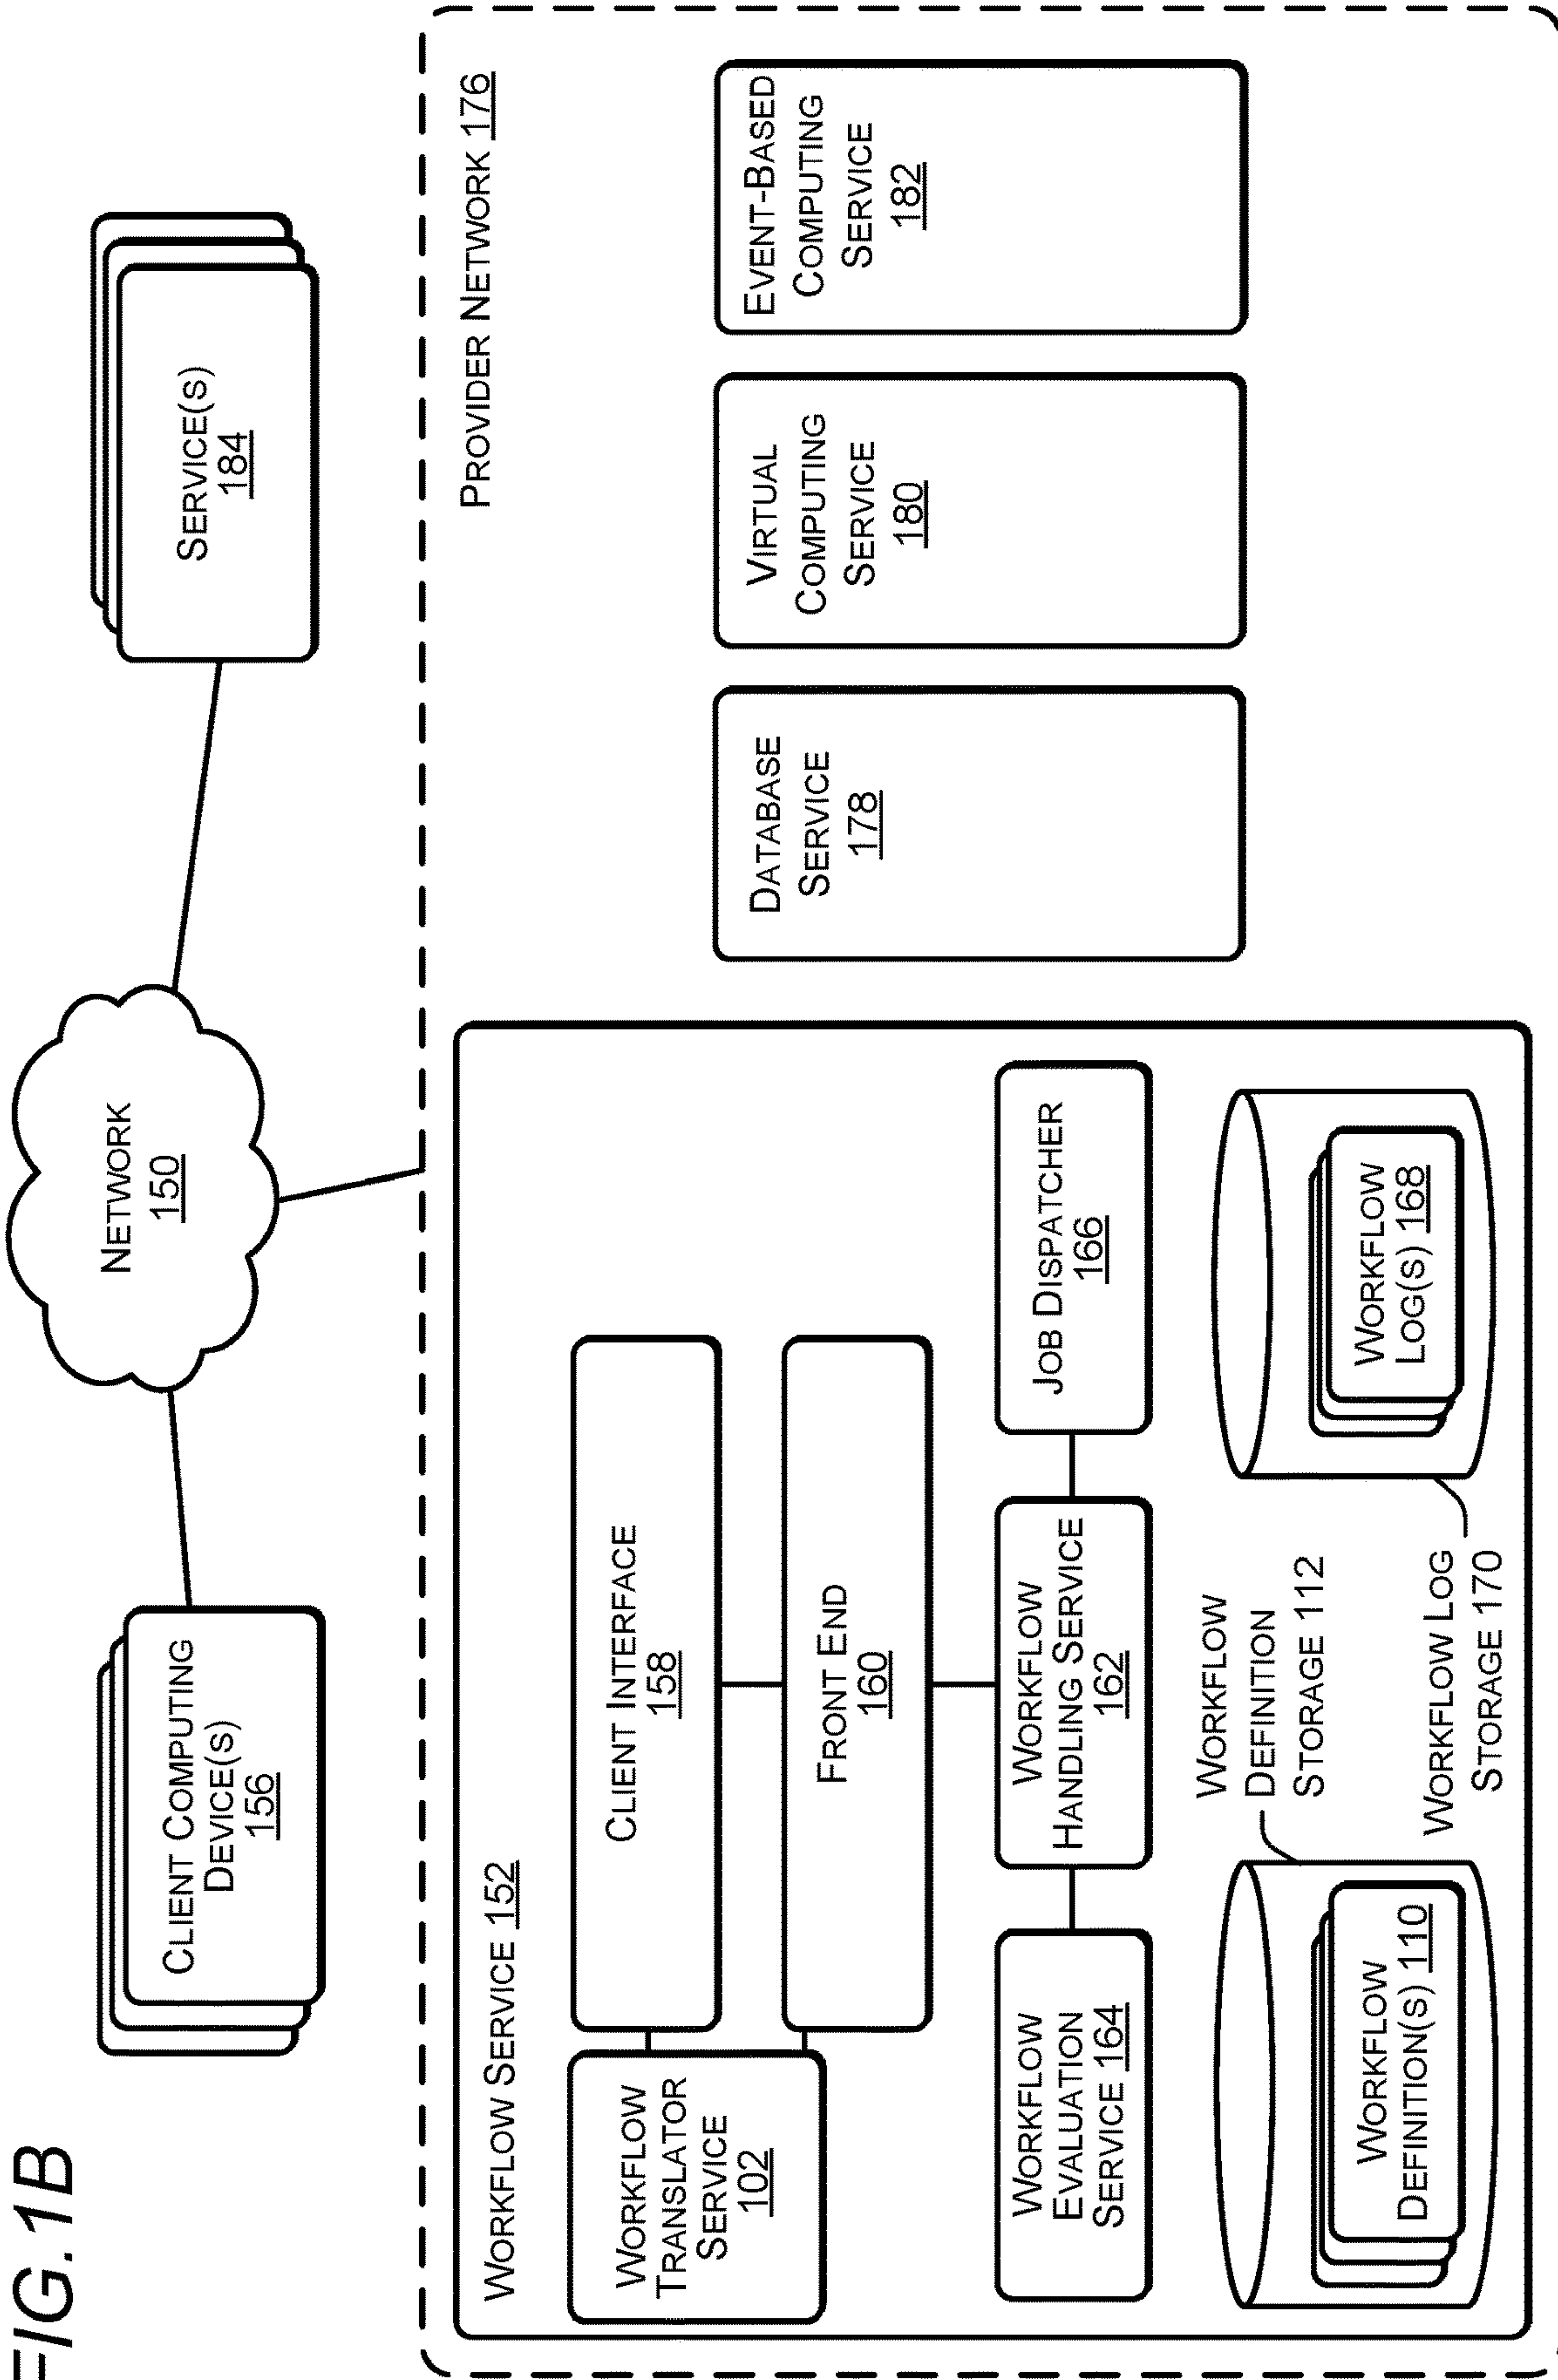 FIG.1B
CLIENT COMPUTING
DEVICE(S)
156
NETWORK
150
SERVICE(S)
184
PROVIDER NETWORK 176
WORKFLOW SERVICE 152
WORKFLOW
TRANSLATOR
SERVICE
102
CLIENT INTERFACE
158
FRONT END
160
WORKFLOW
EVALUATION
SERVICE 164
WORKFLOW
HANDLING SERVICE
162
JOB DISPATCHER
166
WORKFLOW
DEFINITION(S) 110
WORKFLOW
DEFINITION
STORAGE 112
WORKFLOW LOG
STORAGE 170
WORKFLOW
LOG(S) 168
DATABASE
SERVICE
178
VIRTUAL
COMPUTING
SERVICE
180
EVENT-BASED
COMPUTING
SERVICE
182